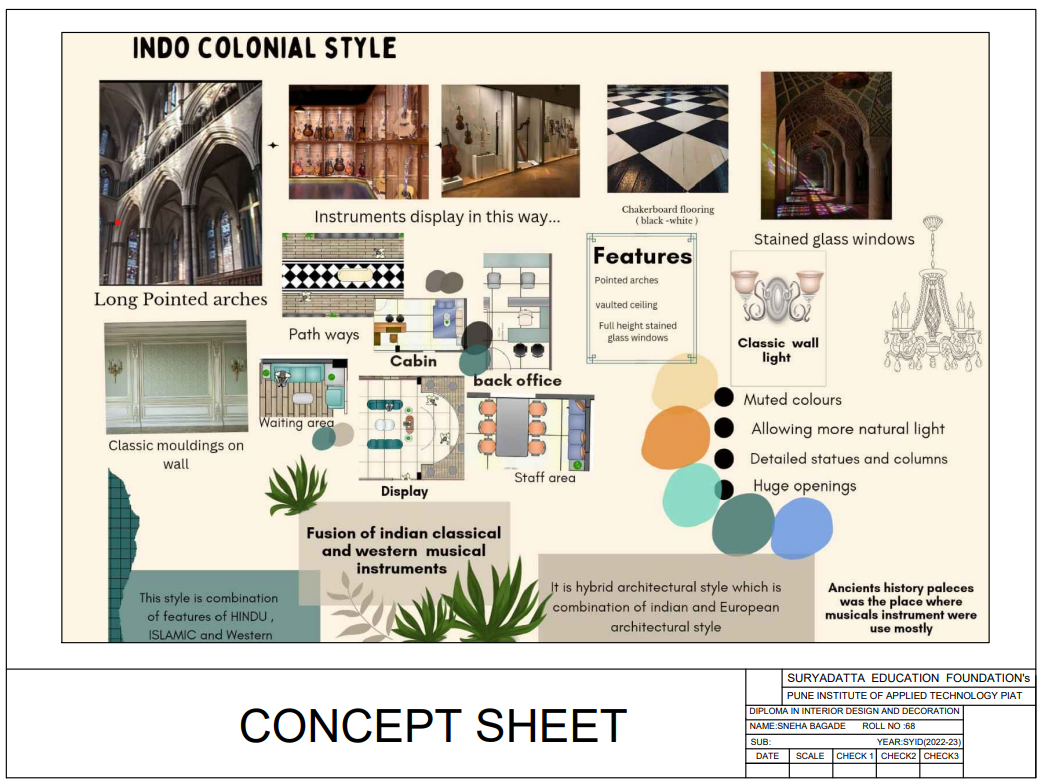 INDO COLONIAL STYLE
Instruments display in this way...
Chakerboard flooring
( black -white )
Stained glass windows
Long Pointed arches
Path ways
Cabin
back office
Features
Pointed arches
vaulted ceiling
Full height stained
glass windows
Classic wall
light
Classic mouldings on
wall
Waiting area
Display
Staff area
Muted colours
Allowing more natural light
Detailed statues and columns
Huge openings
Fusion of indian classical
and western musical
instruments
This style is combination
of features of HINDU ,
ISLAMIC and Western
It is hybrid architectural style which is
combination of indian and European
architectural style
Ancients history paleces
was the place where
musicals instrument were
use mostly
CONCEPT SHEET
SURYADATTA EDUCATION FOUNDATION's
PUNE INSTITUTE OF APPLIED TECHNOLOGY PIAT
DIPLOMA IN INTERIOR DESIGN AND DECORATION
NAME:SNEHA BAGADE ROLL NO :68
SUB: YEAR:SYID(2022-23)
DATE SCALE CHECK 1 CHECK2 CHECK3